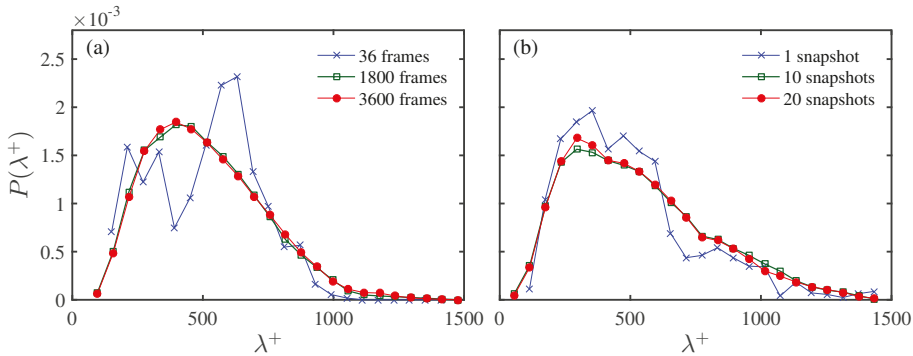 ×10⁻³
(a)
36 frames
1800 frames
3600 frames
P(λ⁺)
2.5
2
1.5
1
0.5
0
0 500 1000 1500
λ⁺
(b)
1 snapshot
10 snapshots
20 snapshots
0 500 1000 1500
λ⁺